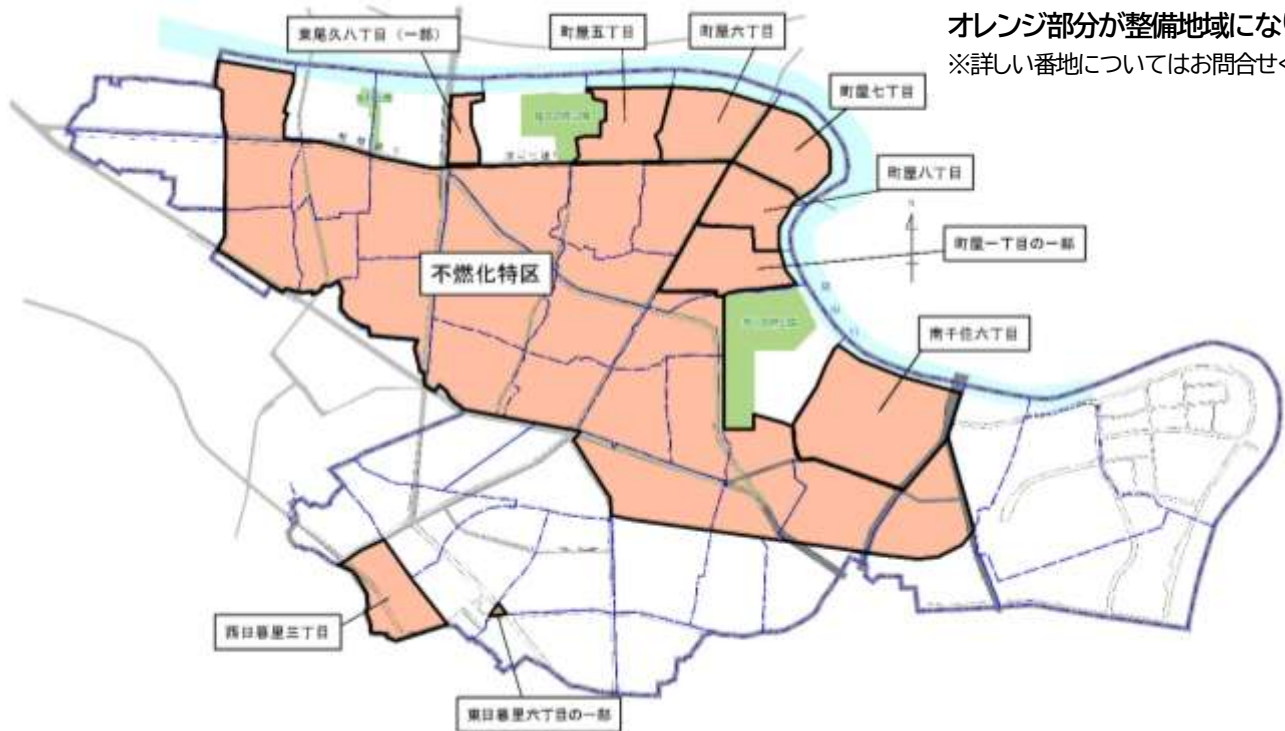 オレンジ部分が整備地域にな
※詳しい番地についてはお問合せ
東尾久八丁目（一部）
町屋五丁目
町屋六丁目
町屋七丁目
町屋八丁目
町屋一丁目の一部
不燃化特区
南千住六丁目
西日暮里三丁目
東日暮里六丁目の一部